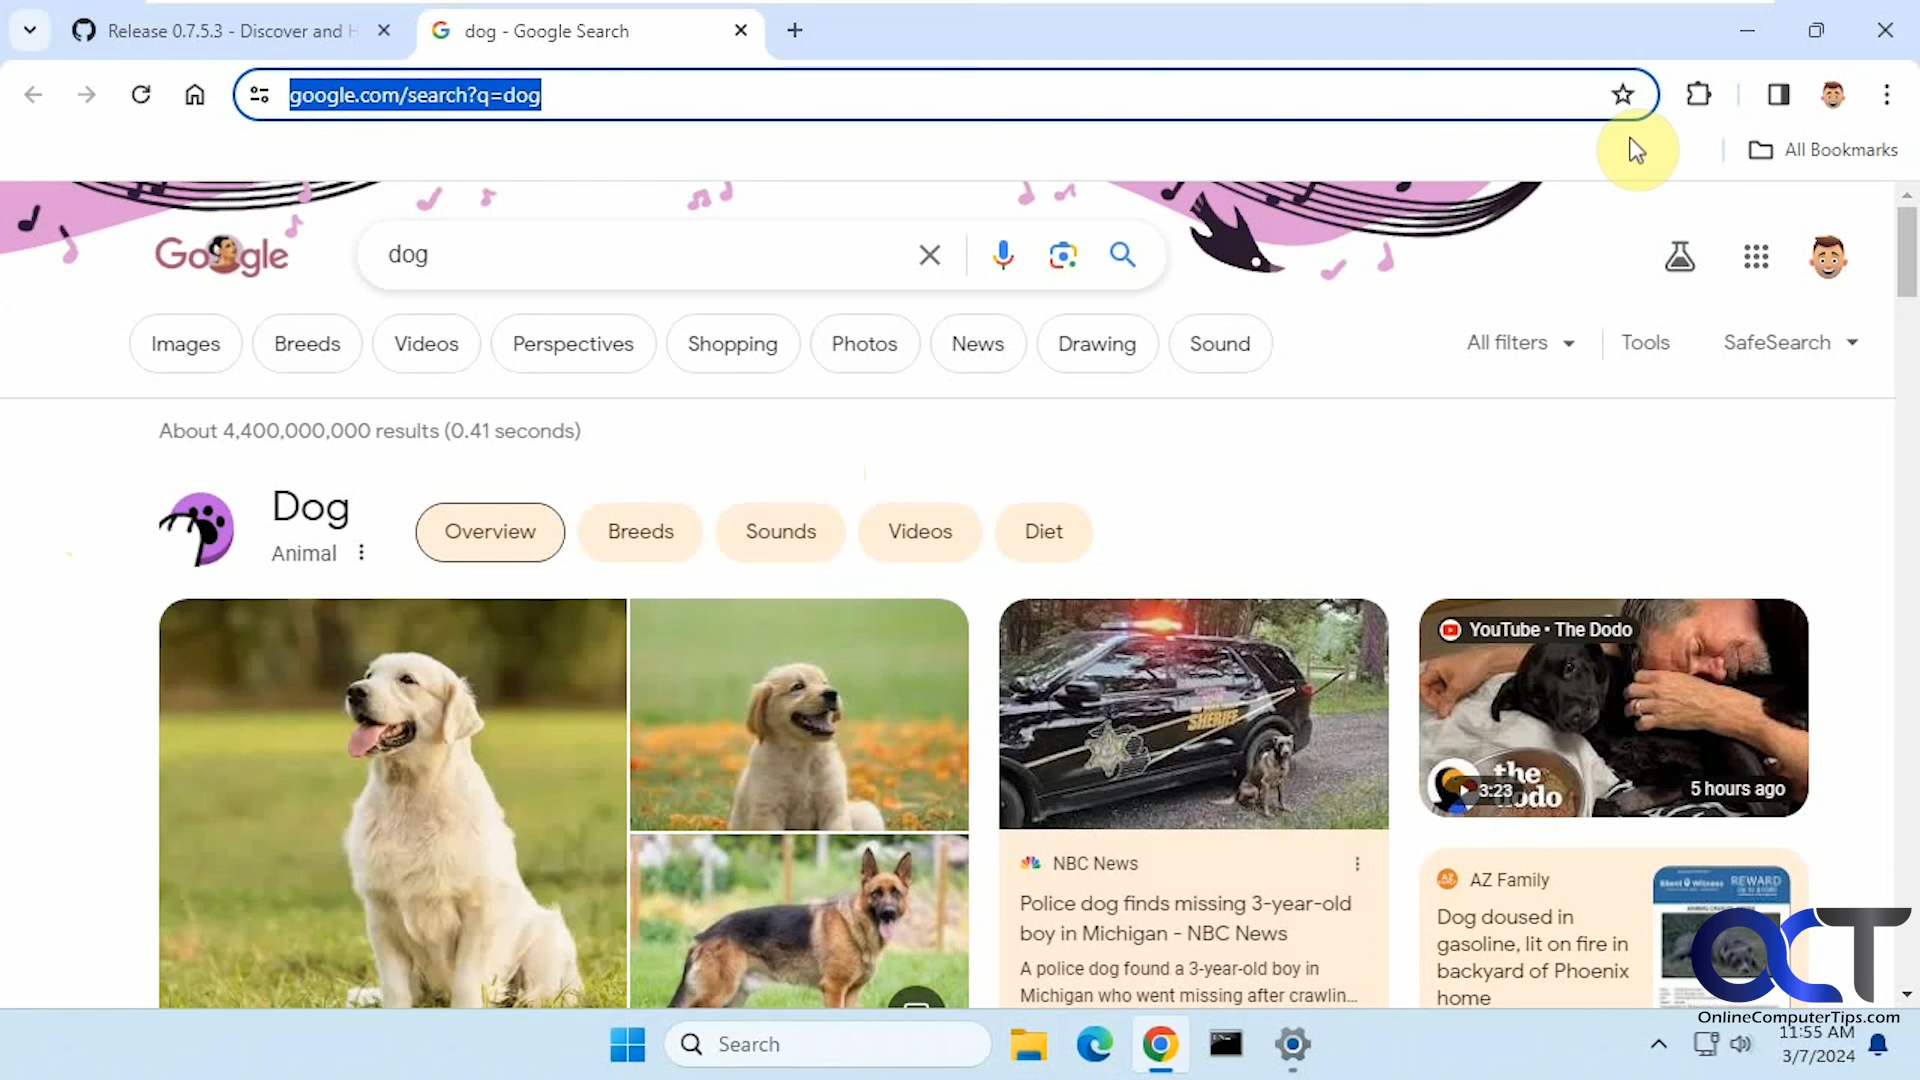 Release 0.7.5.3 - Discover and H
dog - Google Search
google.com/search?q=dog
All Bookmarks
Google
dog
Images
Breeds
Videos
Perspectives
Shopping
Photos
News
Drawing
Sound
All filters
Tools
SafeSearch
About 4,400,000,000 results (0.41 seconds)
Dog
Animal
Overview
Breeds
Sounds
Videos
Diet
SHERIFF
YouTube • The Dodo
the
dodo
3:23
5 hours ago
NBC News
Police dog finds missing 3-year-old
boy in Michigan - NBC News
A police dog found a 3-year-old boy in
Michigan who went missing after crawlin...
AZ
AZ Family
Dog doused in
gasoline, lit on fire in
backyard of Phoenix
home
Silent Witness
REWARD
OCT
OnlineComputerTips.com
Search
11:55 AM
3/7/2024